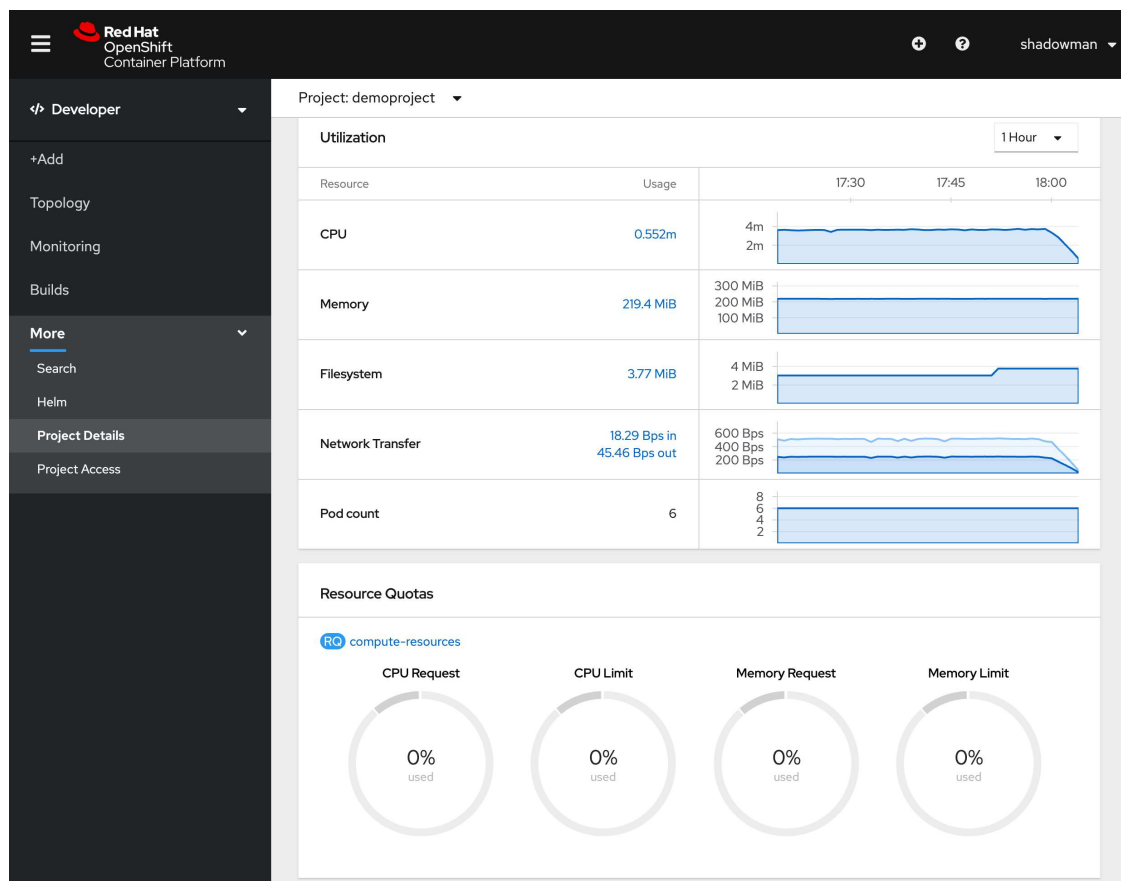 Red Hat
OpenShift
Container Platform
shadowman
Developer
Project: demoproject
+Add
Topology
Monitoring
Builds
More
Search
Helm
Project Details
Project Access
Utilization
1 Hour
Resource Usage 17:30 17:45 18:00
CPU 0.552m 4m
2m
Memory 219.4 MiB 300 MiB
200 MiB
100 MiB
Filesystem 3.77 MiB 4 MiB
2 MiB
Network Transfer 18.29 Bps in
45.46 Bps out
600 Bps
400 Bps
200 Bps
Pod count 6 8
6
4
2
Resource Quotas
RQ compute-resources
CPU Request CPU Limit Memory Request Memory Limit
0% 0% 0% 0%
used used used used